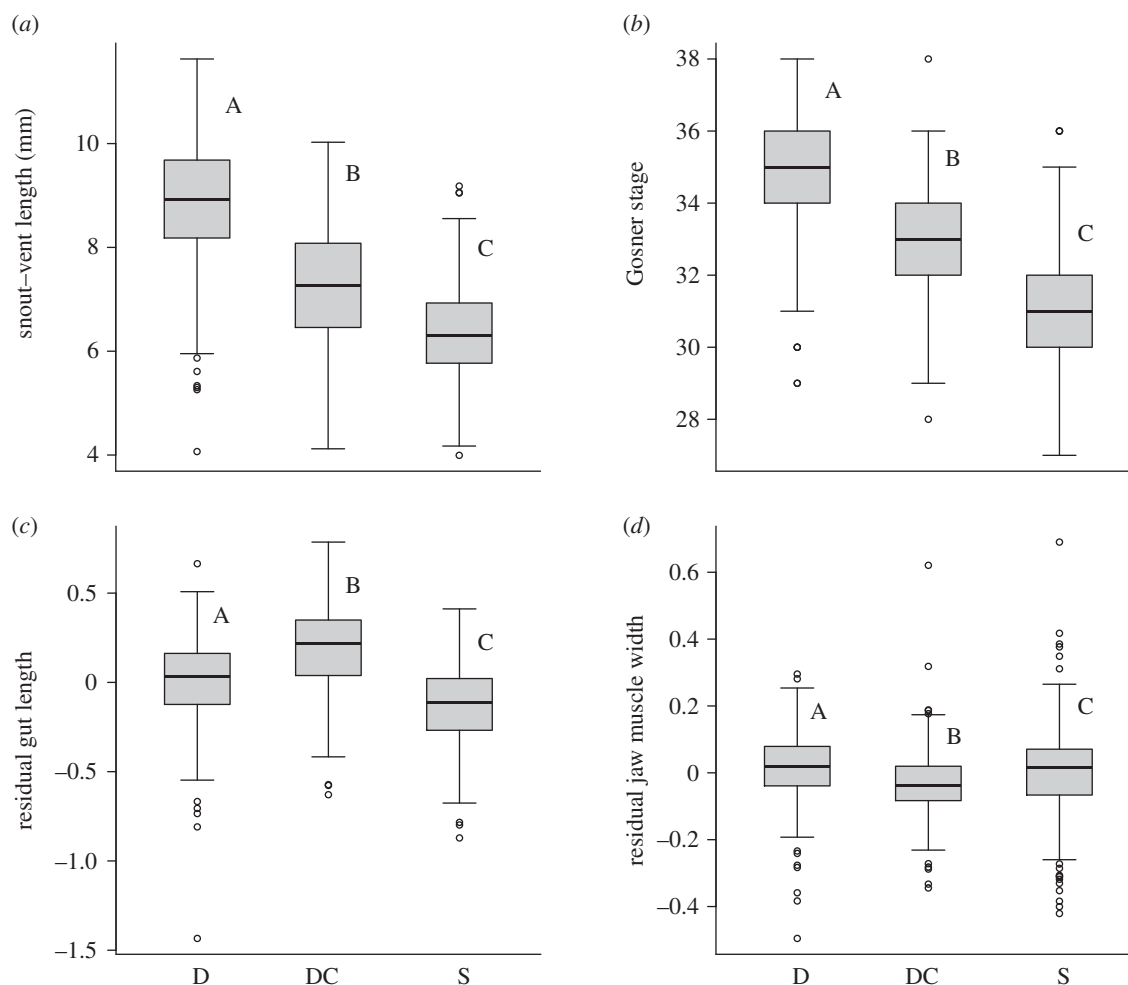 (a)
snout–vent length (mm)
10
8
6
4
A
B
C
(b)
Gosner stage
38
36
34
32
30
28
A
B
C
(c)
residual gut length
0.5
0
–0.5
–1.0
–1.5
A
B
C
D DC S
(d)
residual jaw muscle width
0.6
0.4
0.2
0
–0.2
–0.4
A
B
C
D DC S